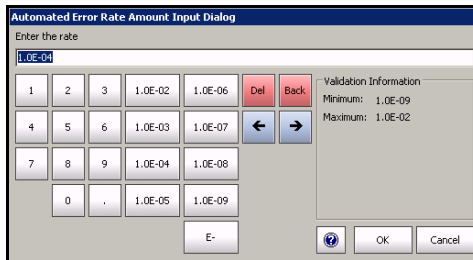 Automated Error Rate Amount Input Dialog
Enter the rate
1.0E-04
1 2 3 1.0E-02 1.0E-06 Del Back
4 5 6 1.0E-03 1.0E-07 ← →
7 8 9 1.0E-04 1.0E-08
0 . 1.0E-05 1.0E-09
E-
Validation Information
Minimum: 1.0E-09
Maximum: 1.0E-02
? OK Cancel